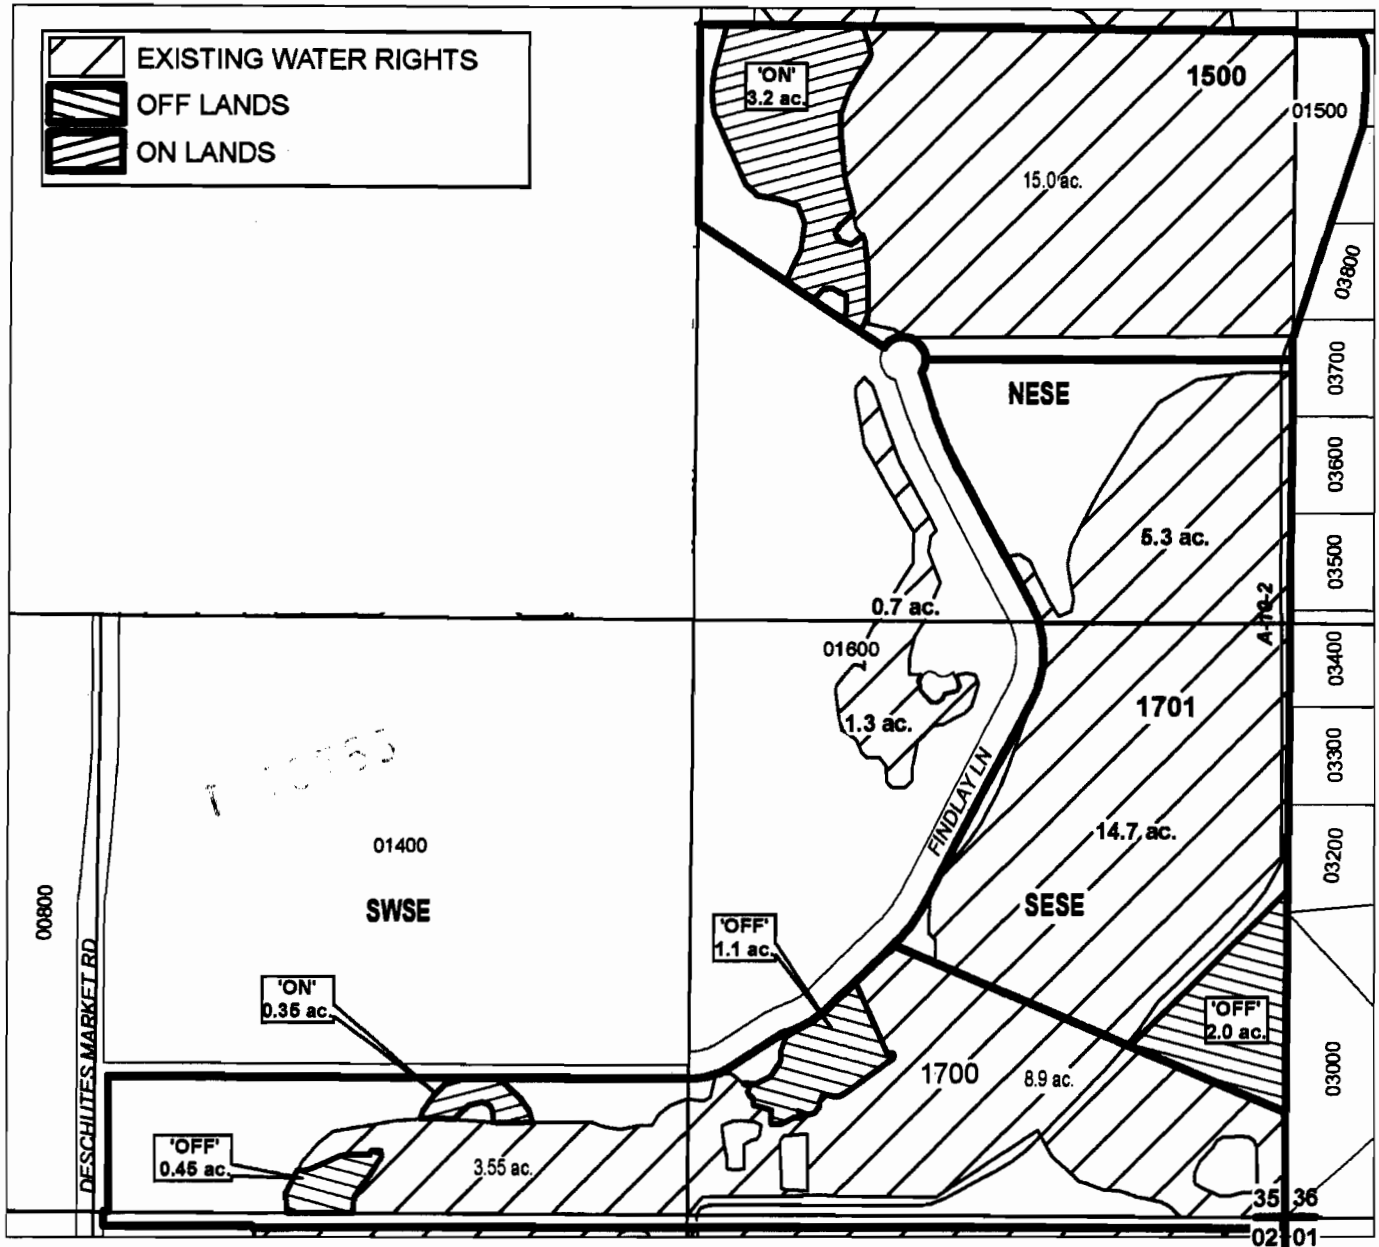 EXISTING WATER RIGHTS
OFF LANDS
ON LANDS
'ON'
3.2 ac.
1500
01500
15.0 ac.
03800
03700
NESE
03600
5.3 ac.
03500
A-19-2
0.7 ac.
01600
03400
1701
1.3 ac.
03300
FINDLAY LN
14.7 ac.
01400
03200
00800
SWSE
SESE
'OFF'
1.1 ac.
DESCHUTES MARKET RD
'ON'
0.35 ac.
'OFF'
2.0 ac.
1700
8.9 ac.
03000
'OFF'
0.45 ac.
3.55 ac.
35 36
02 01